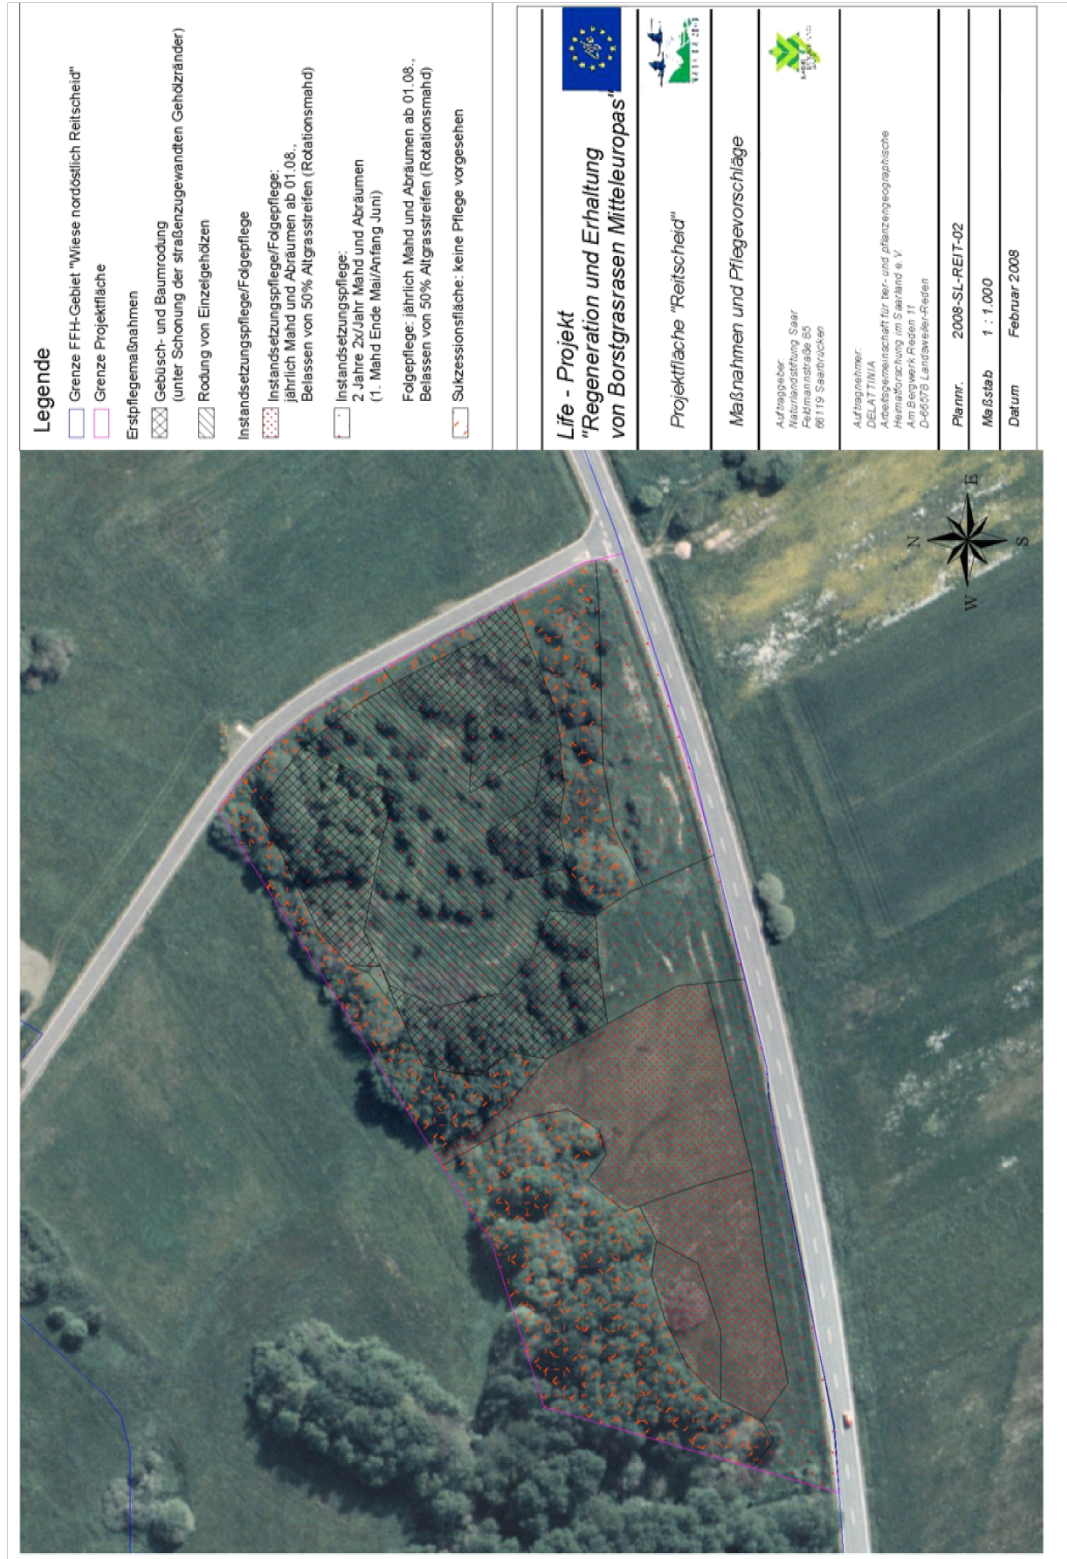 Legende
Grenze FFH-Gebiet "Wiese nordöstlich Reitscheid"
Grenze Projektfläche
Erstpflegemaßnahmen
Gebüsch- und Baumrodung
(unter Schonung der straßenzugewandten Gehölzränder)
Rodung von Einzelgehölzen
Instandsetzungspflege/Folgepflege
Instandsetzungspflege/Folgepflege:
jährlich Mahd und Abräumen ab 01.08.,
Belassen von 50% Altgrasstreifen (Rotationsmahd)
Instandsetzungspflege:
2 Jahre 2x/Jahr Mahd und Abräumen
(1. Mahd Ende Mai/Anfang Juni)
Folgepflege: jährlich Mahd und Abräumen ab 01.08.,
Belassen von 50% Altgrasstreifen (Rotationsmahd)
Sukzessionsfläche: keine Pflege vorgesehen
Life - Projekt
"Regeneration und Erhaltung
von Borstgrasrasen Mitteleuropas"
Life
Projektfläche "Reitscheid"
Maßnahmen und Pflegevorschläge
Auftraggeber:
Naturlandstiftung Saar
Feldmannstraße 85
66119 Saarbrücken
Auftragnehmer:
DELATTINIA
Arbeitsgemeinschaft für tier- und pflanzengeographische
Heimatforschung im Saarland e.V.
Am Bergwerk Reden 11
D-66578 Landsweiler-Reden
Plannr. 2008-SL-REIT-02
Maßstab 1 : 1.000
Datum Februar 2008
N
E
S
W